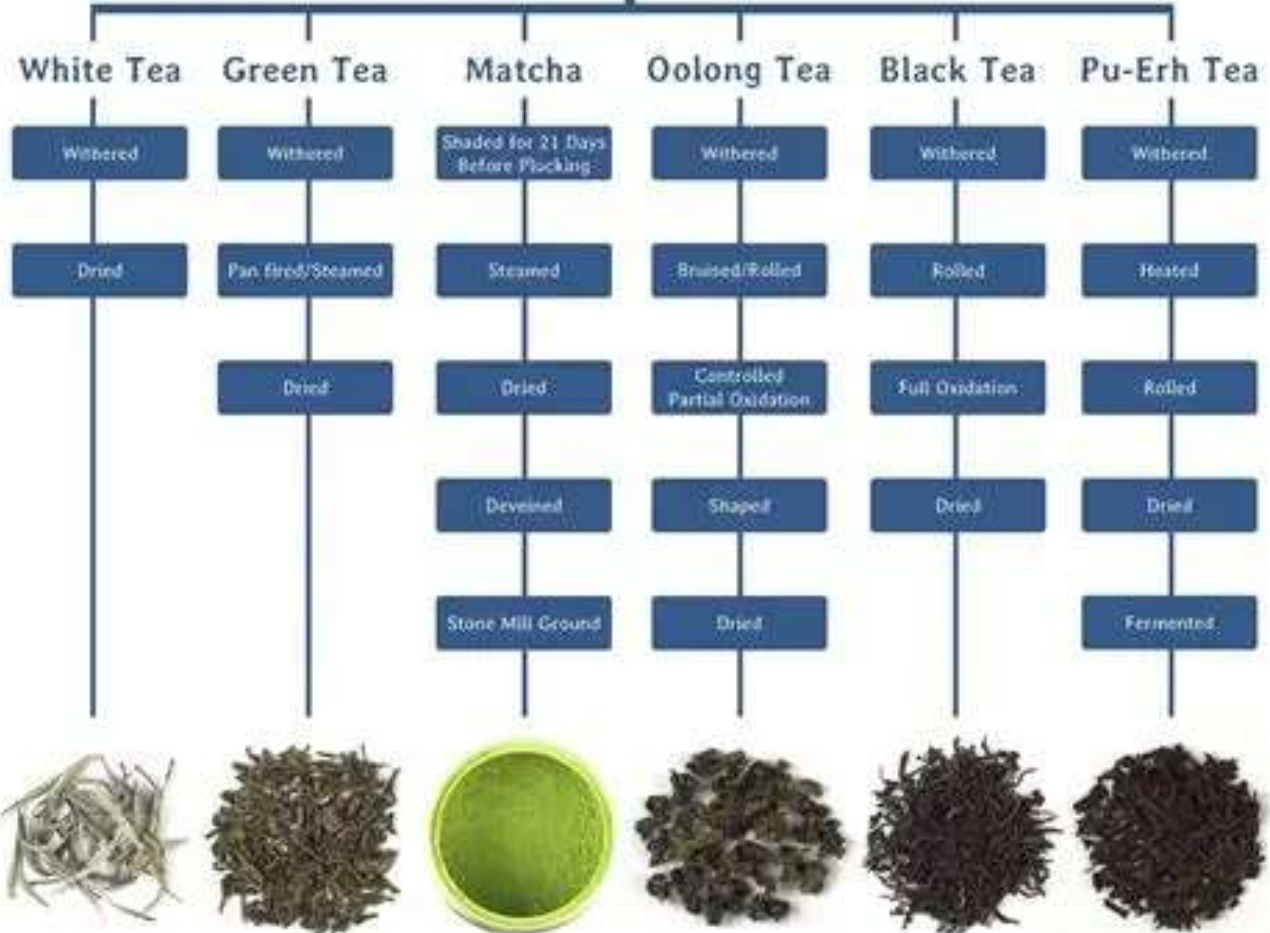 White Tea
Green Tea
Matcha
Oolong Tea
Black Tea
Pu-Erh Tea
Withered
Withered
Shaded for 21 Days
Before Plucking
Withered
Withered
Withered
Dried
Pan fired/Steamed
Steamed
Bruised/Rolled
Rolled
Heated
Dried
Dried
Controlled
Partial Oxidation
Full Oxidation
Rolled
Deveined
Shaped
Dried
Dried
Stone Mill Ground
Dried
Fermented